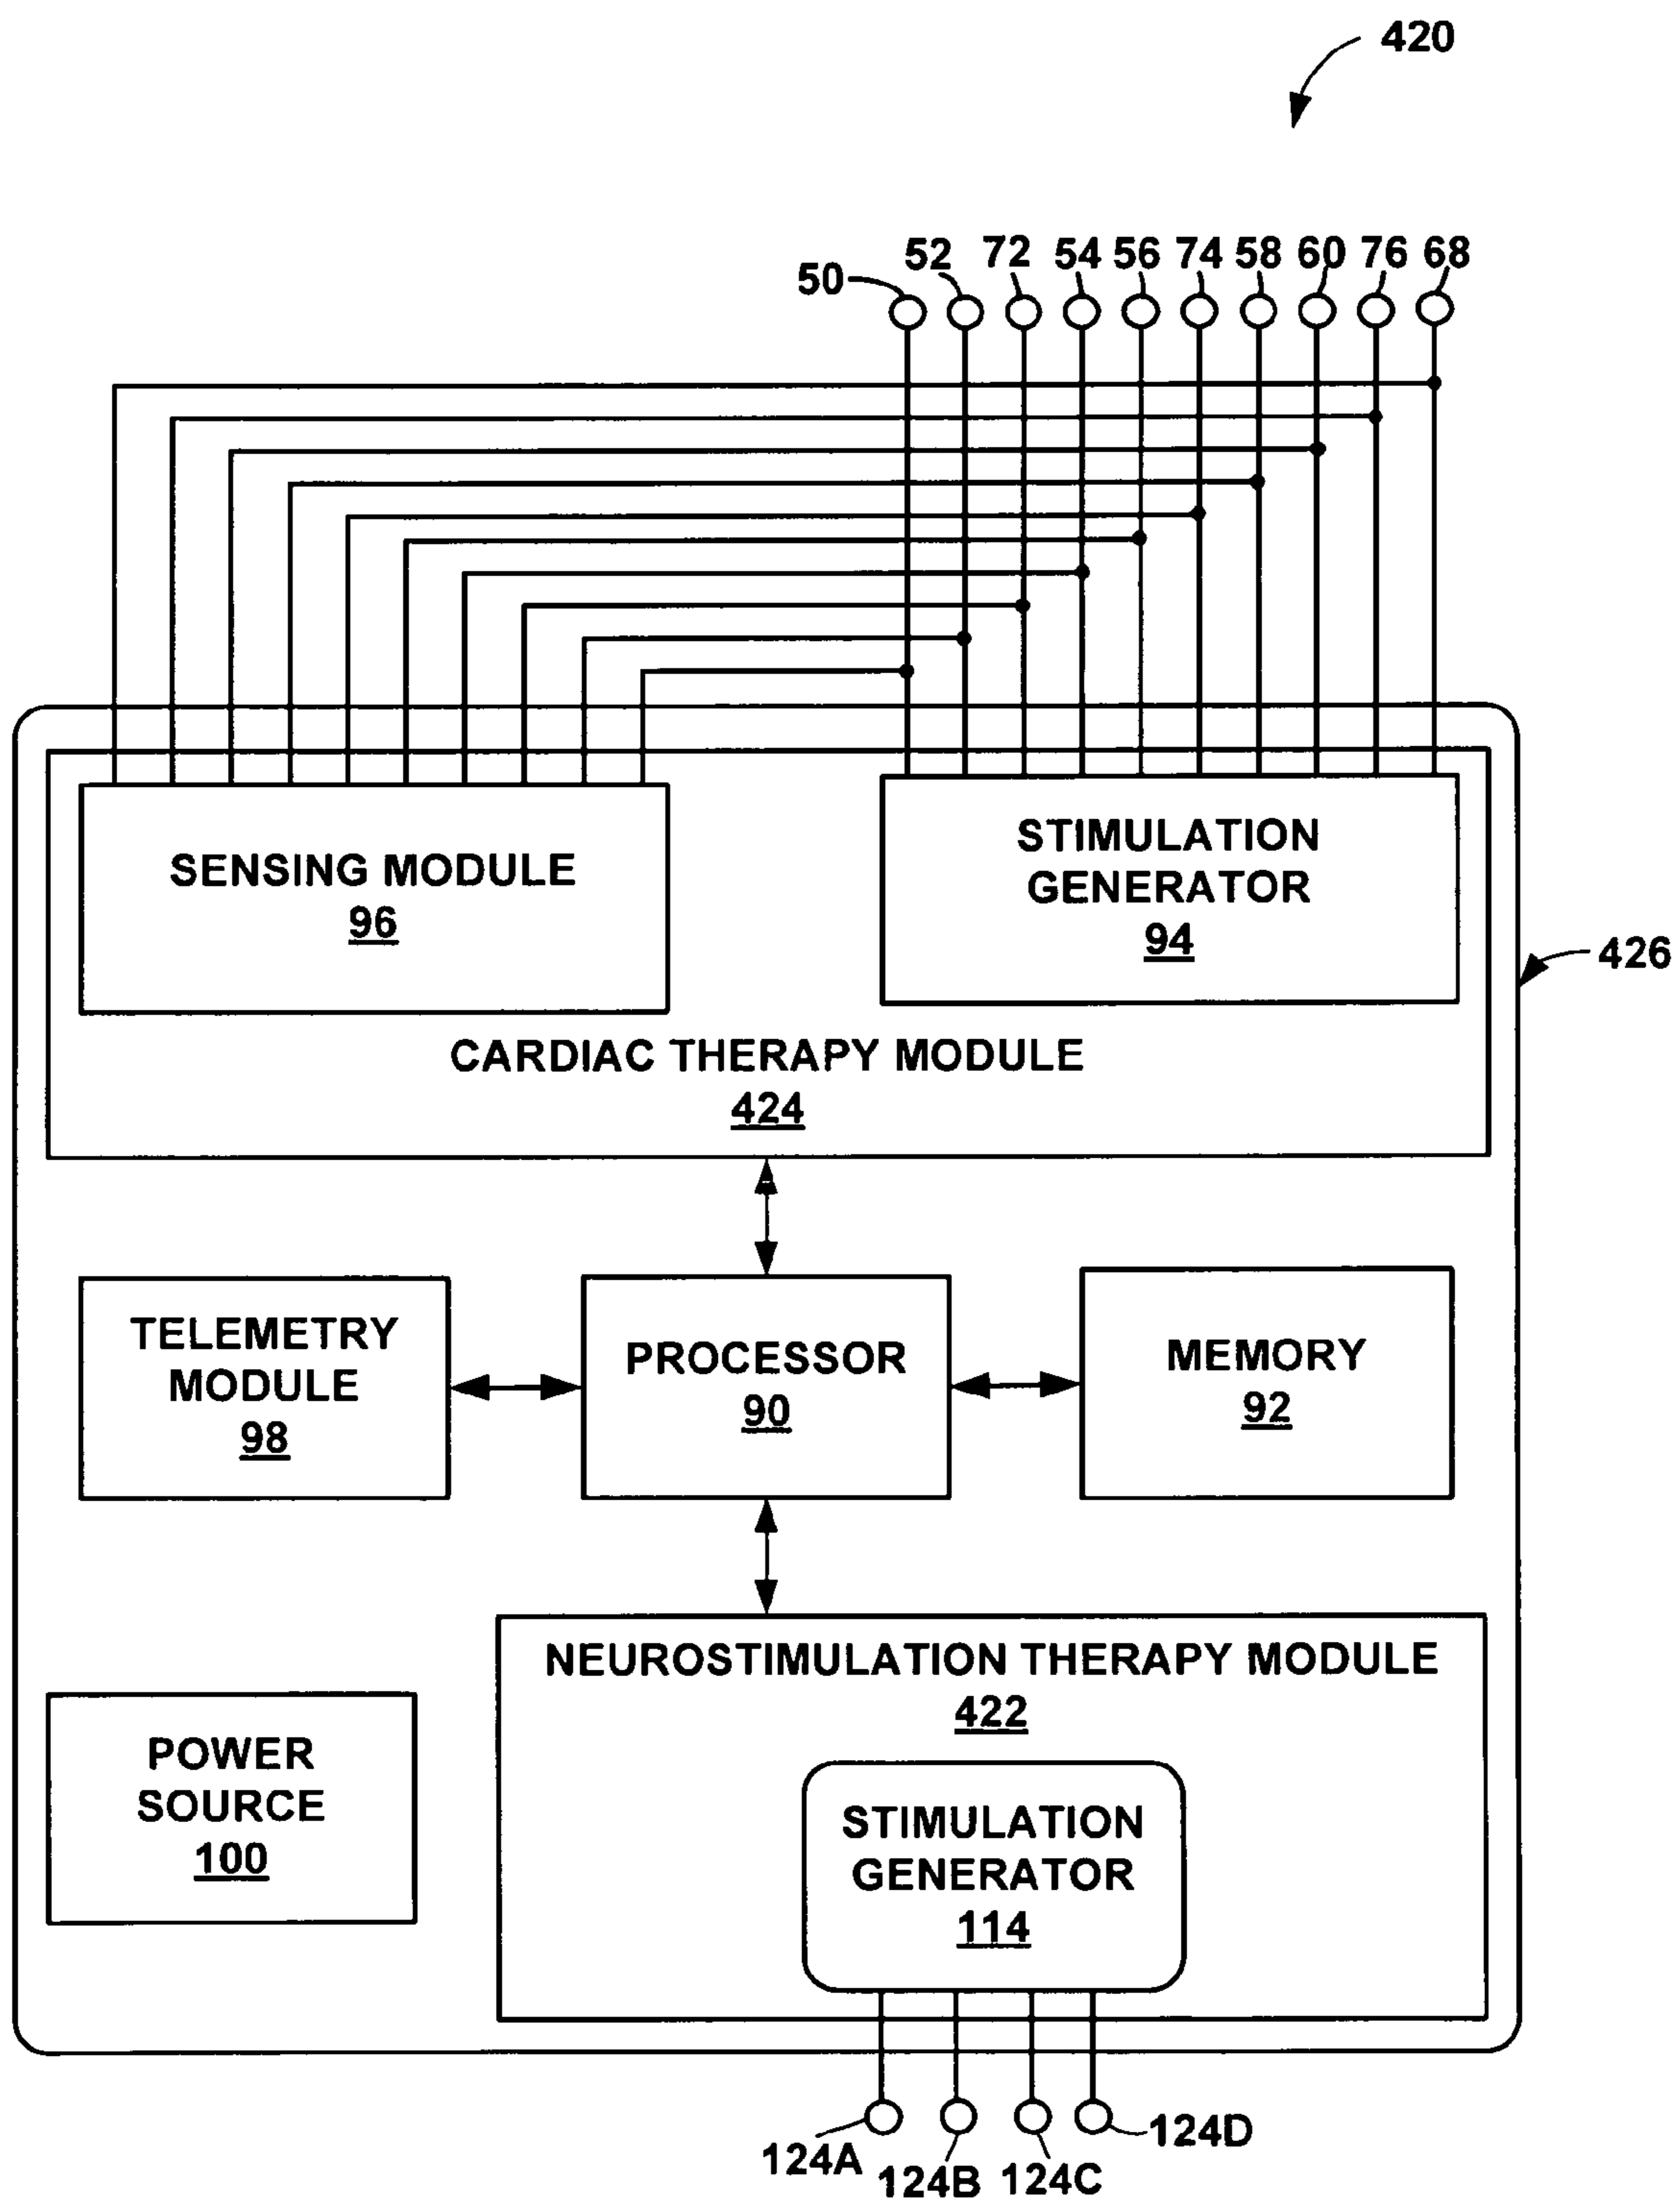 420
50 52 72 54 56 74 58 60 76 68
SENSING MODULE
96
STIMULATION
GENERATOR
94
426
CARDIAC THERAPY MODULE
424
TELEMETRY
MODULE
98
PROCESSOR
90
MEMORY
92
NEUROSTIMULATION THERAPY MODULE
422
POWER
SOURCE
100
STIMULATION
GENERATOR
114
124A 124B 124C 124D